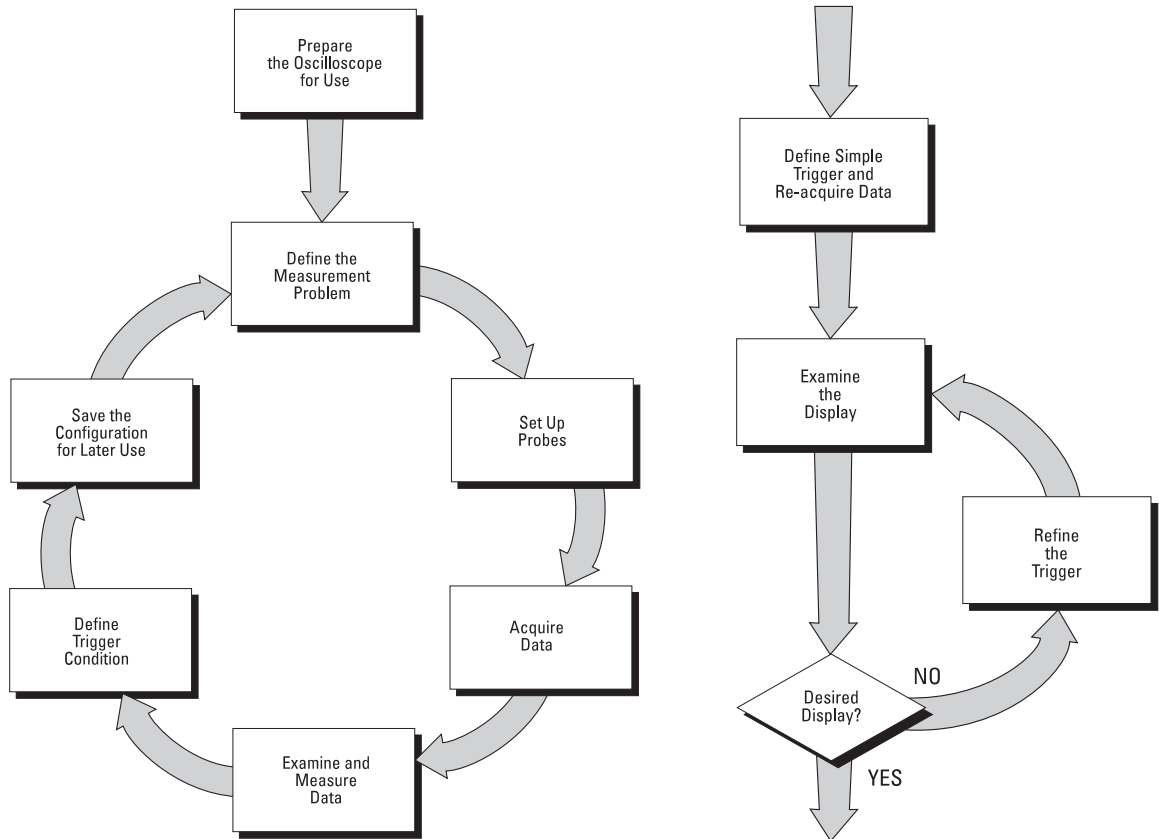 Prepare
the Oscilloscope
for Use
Define the
Measurement
Problem
Set Up
Probes
Acquire
Data
Examine and
Measure
Data
Define
Trigger
Condition
Save the
Configuration
for Later Use
Define Simple
Trigger and
Re-acquire Data
Examine
the
Display
Refine
the
Trigger
Desired
Display?
NO
YES